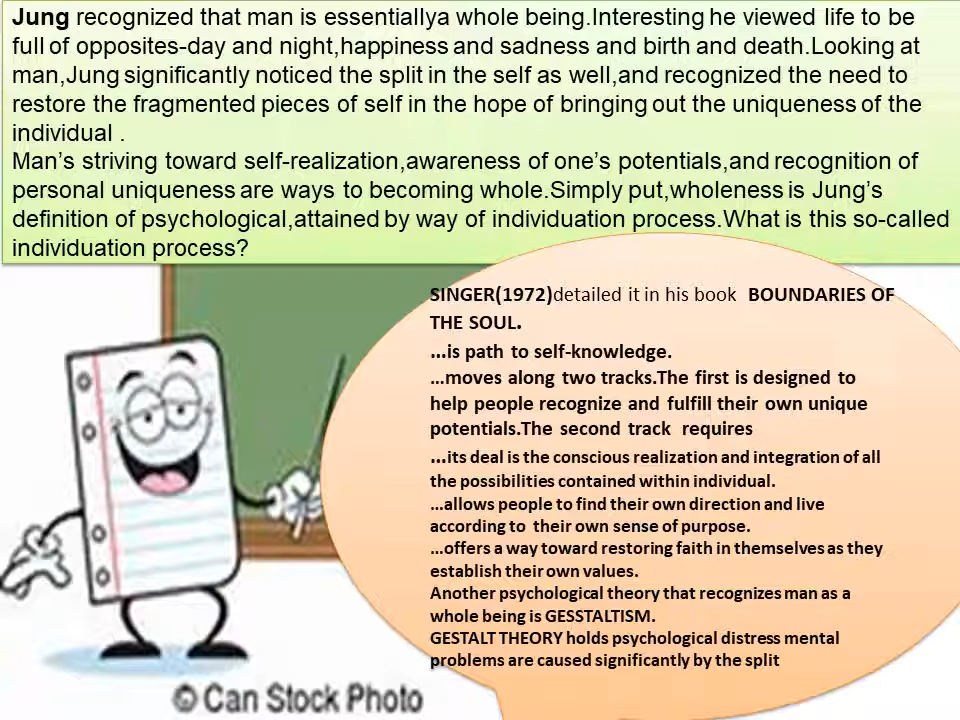 Jung recognized that man is essentiallya whole being.Interesting he viewed life to be
full of opposites-day and night,happiness and sadness and birth and death.Looking at
man,Jung significantly noticed the split in the self as well,and recognized the need to
restore the fragmented pieces of self in the hope of bringing out the uniqueness of the
individual .
Man's striving toward self-realization,awareness of one's potentials,and recognition of
personal uniqueness are ways to becoming whole.Simply put,wholeness is Jung's
definition of psychological,attained by way of individuation process.What is this so-called
individuation process?
SINGER(1972)detailed it in his book BOUNDARIES OF
THE SOUL.
...is path to self-knowledge.
...moves along two tracks.The first is designed to
help people recognize and fulfill their own unique
potentials.The second track requires
...its deal is the conscious realization and integration of all
the possibilities contained within individual.
...allows people to find their own direction and live
according to their own sense of purpose.
...offers a way toward restoring faith in themselves as they
establish their own values.
Another psychological theory that recognizes man as a
whole being is GESSTALTISM.
GESTALT THEORY holds psychological distress mental
problems are caused significantly by the split
© Can Stock Photo